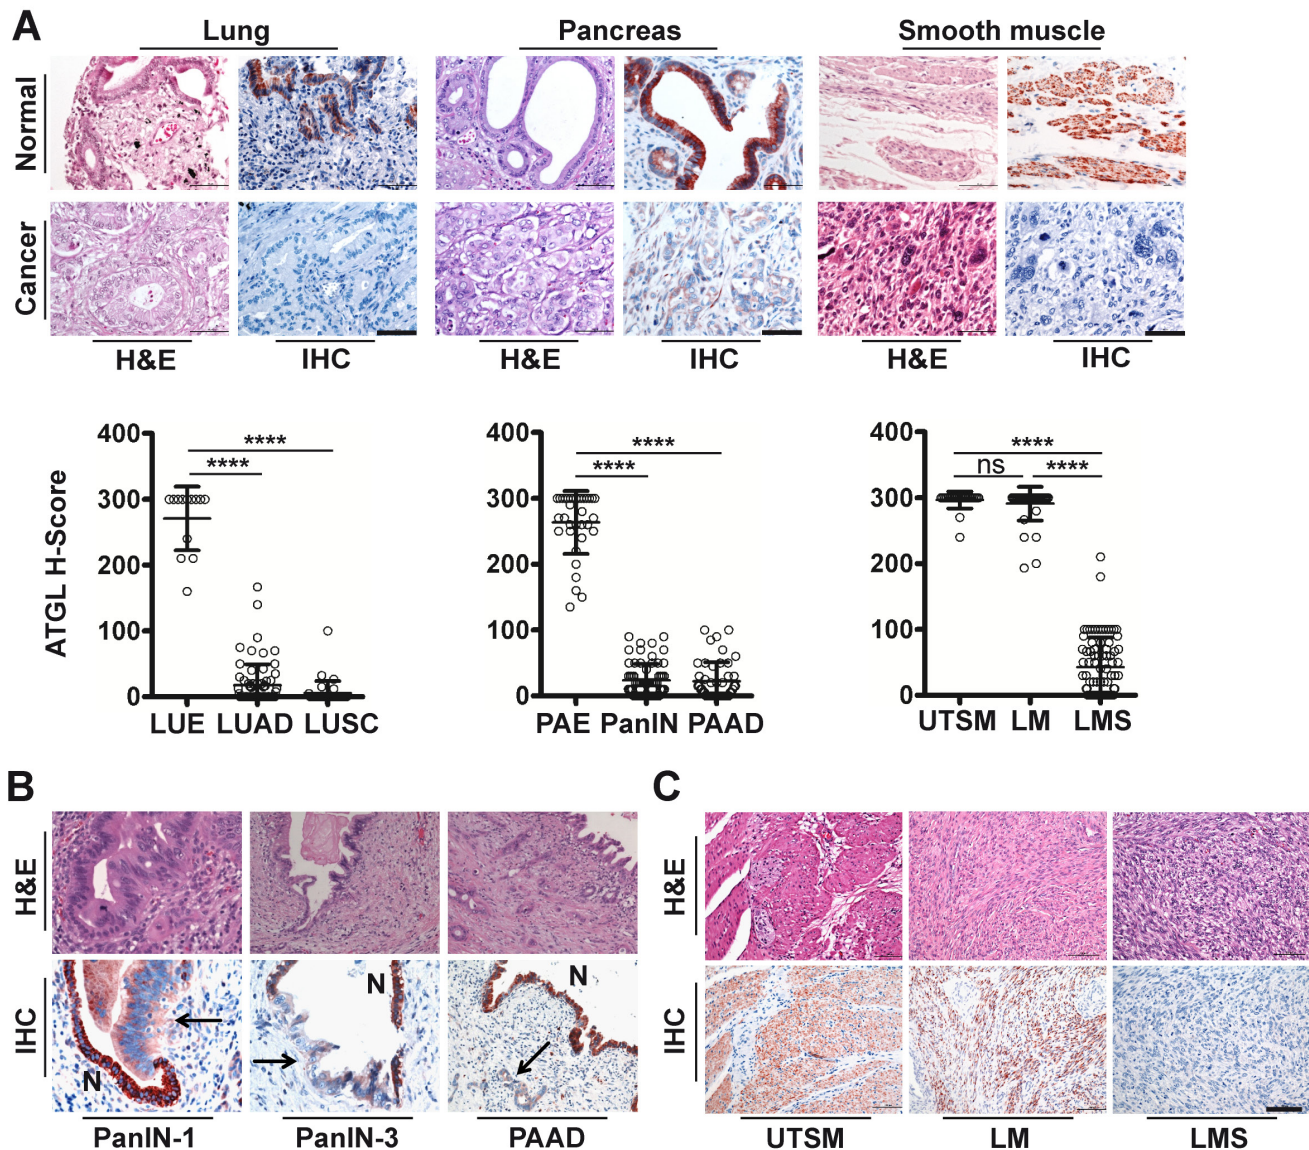 A
Lung
Pancreas
Smooth muscle
Normal
Cancer
H&E
IHC
H&E
IHC
H&E
IHC
ATGL H-Score
400
300
200
100
0
****
****
LUE
LUAD
LUSC
400
300
200
100
0
****
****
PAE
PanIN
PAAD
400
300
200
100
0
****
ns
****
UTSM
LM
LMS
B
H&E
IHC
N
N
N
PanIN-1
PanIN-3
PAAD
C
H&E
IHC
UTSM
LM
LMS